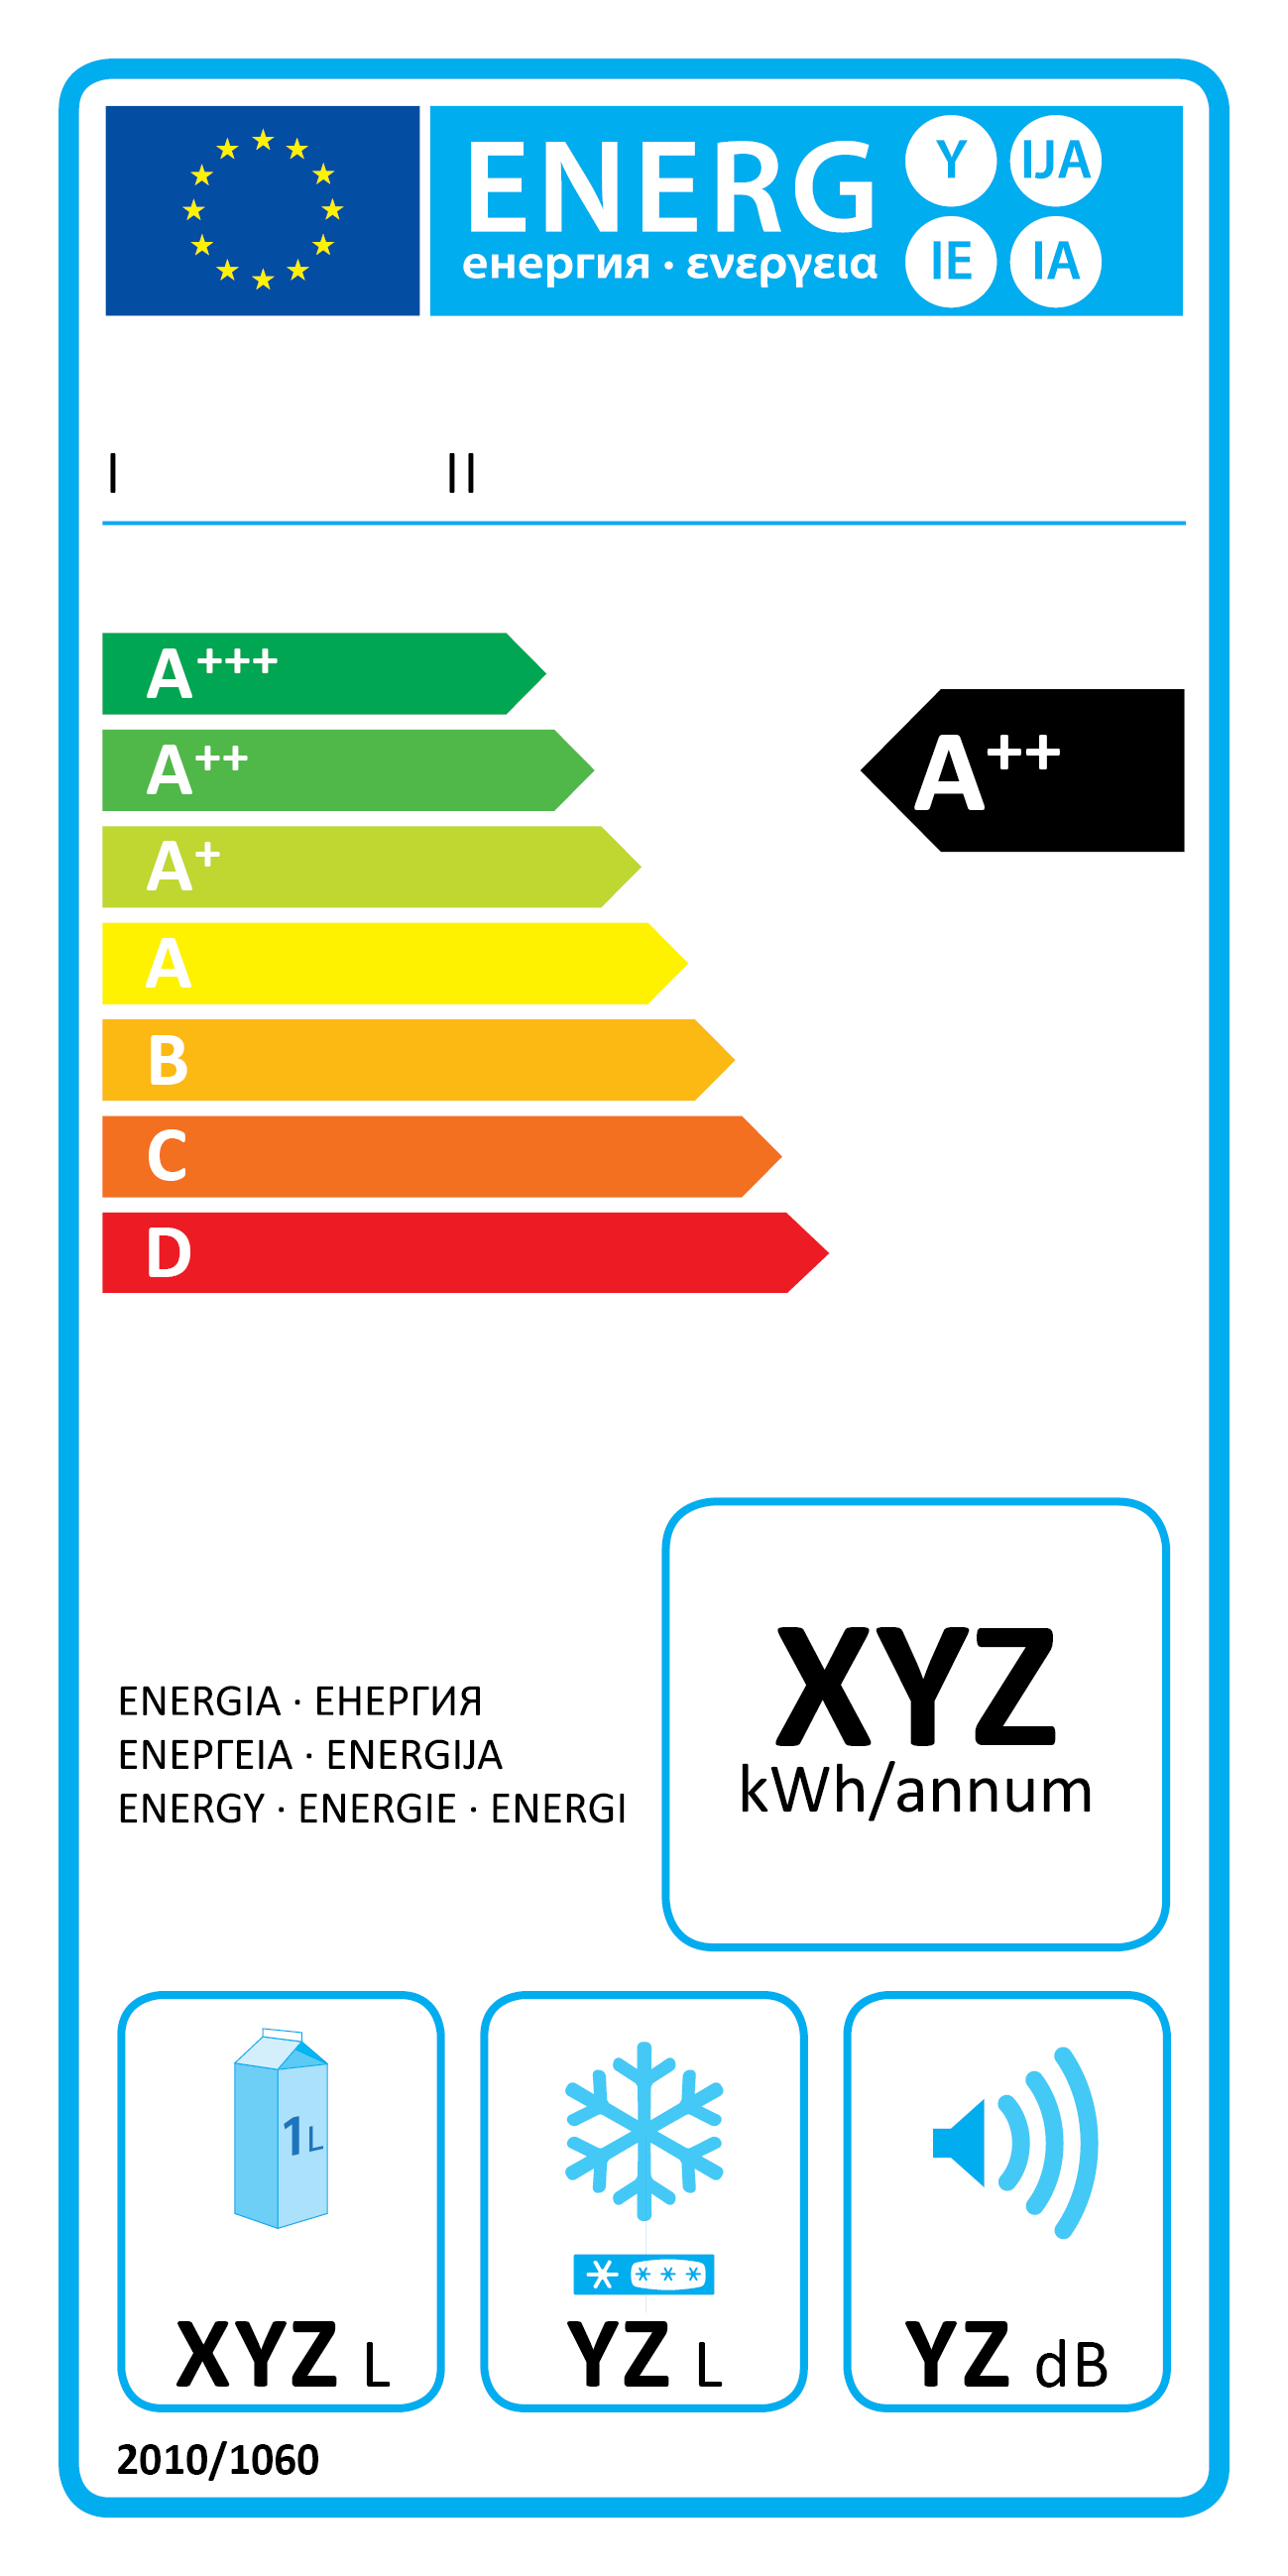 ENERG Y IJA
IE IA
енергия · ενεργεια
I II
A+++
A++
A++
A+
A
B
C
D
XYZ
kWh/annum
ENERGIA · ЕНЕРГИЯ
ΕΝΕΡΓΕΙΑ · ENERGIJA
ENERGY · ENERGIE · ENERGI
1L
XYZ L
YZ L
YZ dB
2010/1060